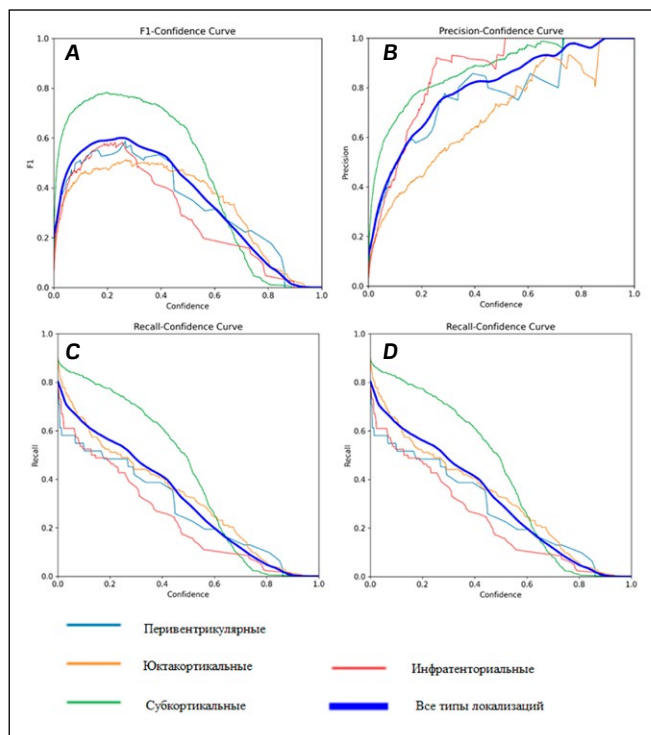 F1-Confidence Curve
A
1.0
0.8
0.6
0.4
0.2
0.0
F1
0.0 0.2 0.4 0.6 0.8 1.0
Confidence
Precision-Confidence Curve
B
1.0
0.8
0.6
0.4
0.2
0.0
Precision
0.0 0.2 0.4 0.6 0.8 1.0
Confidence
Recall-Confidence Curve
C
1.0
0.8
0.6
0.4
0.2
0.0
Recall
0.0 0.2 0.4 0.6 0.8 1.0
Confidence
Recall-Confidence Curve
D
1.0
0.8
0.6
0.4
0.2
0.0
Recall
0.0 0.2 0.4 0.6 0.8 1.0
Confidence
Перивентрикулярные
Юктакортикальные
Субкортикальные
Инфратенториальные
Все типы локализаций